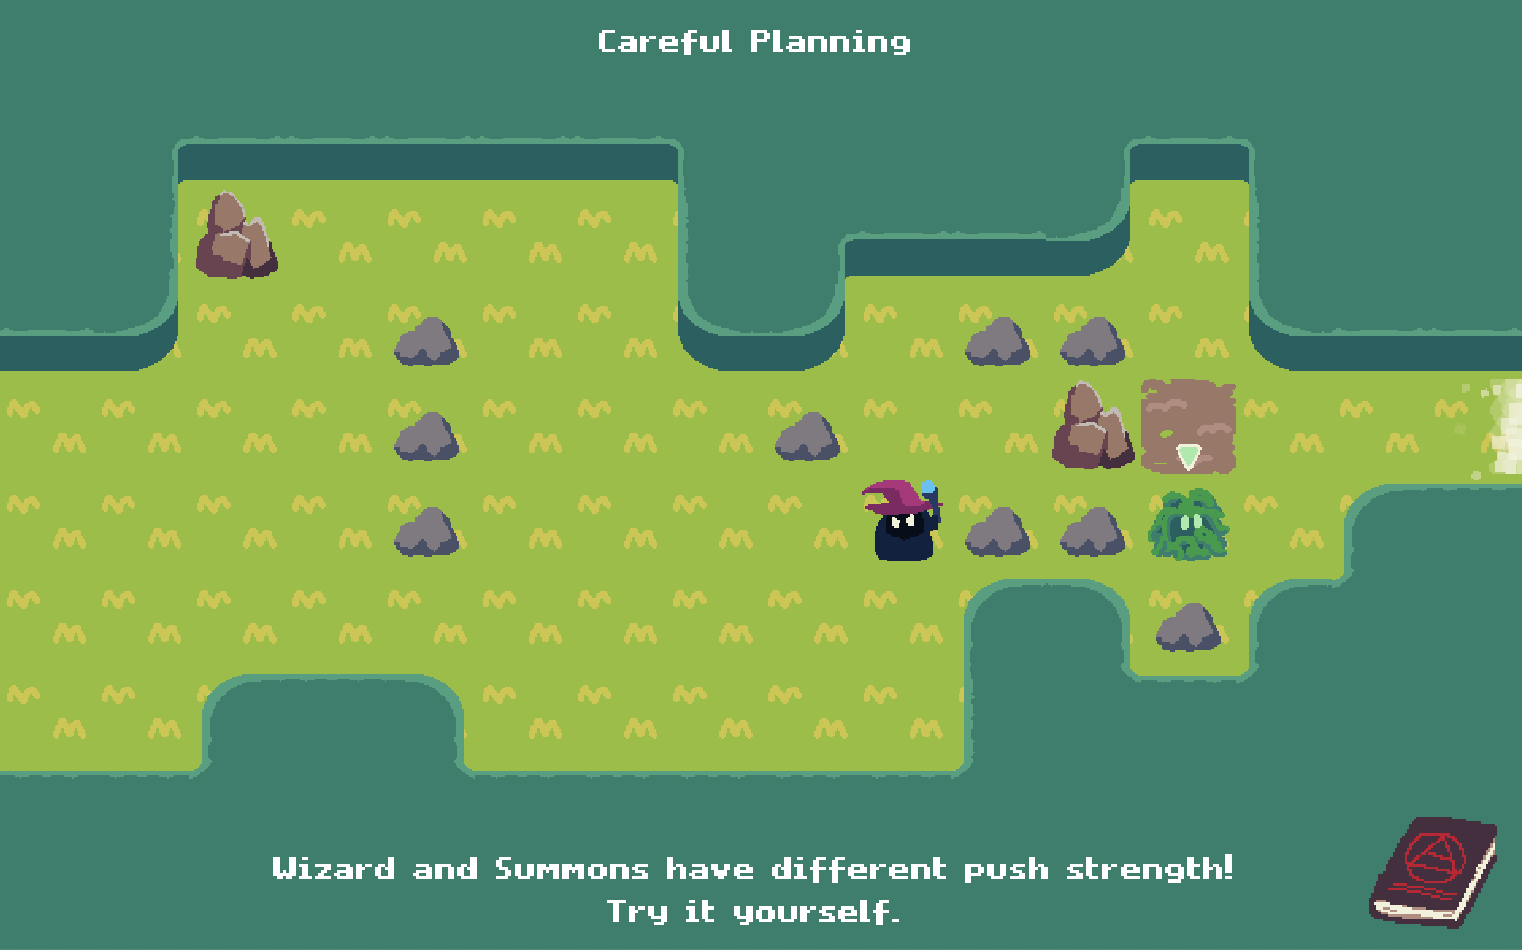 Careful Planning
Wizard and Summons have different push strength!
Try it yourself.